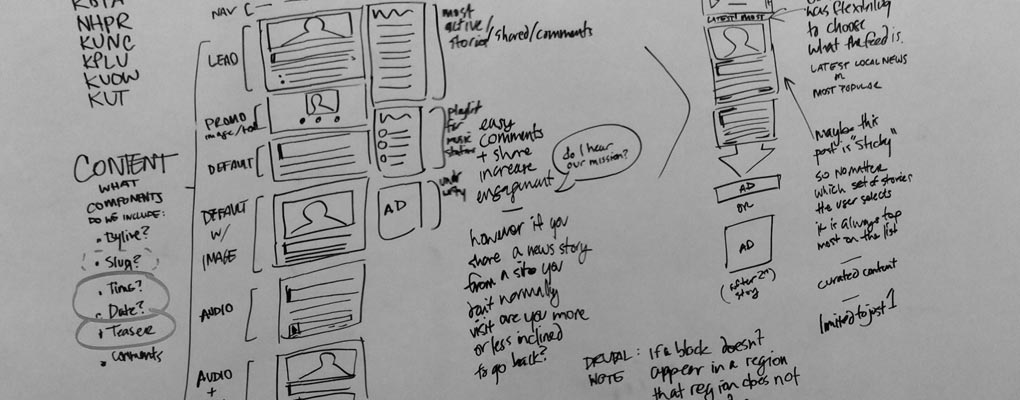 NHPR
KUNC
KPLU
KUOW
KUT
CONTENT
WHAT
COMPONENTS
DO WE INCLUDE:
• Byline?
• Slug?
• Time?
• Date?
• Teaser
• Comments
NAV
LEAD
PROMO
image/
DEFAULT
DEFAULT
W/
IMAGE
AUDIO
AUDIO
+
most
active/
stories/shared/comments
playlist
for
music
AD
easy
comments
+ share
increase
engagement
do I hear
our mission?
however if you
share a news story
from a site you
don't normally
visit are you more
or less inclined
to go back?
LATEST MOST
AD
OR
AD
(after 2nd
story)
has flexibility
to choose
what the feed is.
LATEST LOCAL NEWS
or
MOST POPULAR
Maybe this
post is "sticky"
so no matter
which set of stories
the user selects
it is always top
most on the list
curated content
limited to just 1
DRUPAL: If a block doesn't
NOTE appear in a region
that region does not